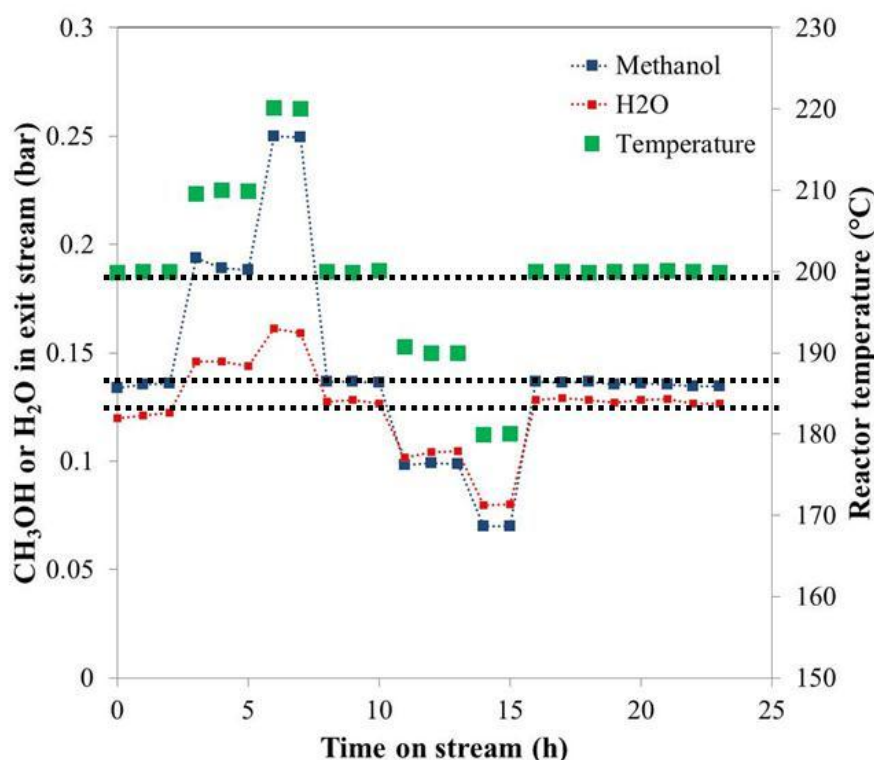 CH₃OH or H₂O in exit stream (bar)
0.3
0.25
0.2
0.15
0.1
0.05
0
Methanol
H2O
Temperature
230
220
210
200
190
180
170
160
150
Reactor temperature (°C)
0 5 10 15 20 25
Time on stream (h)